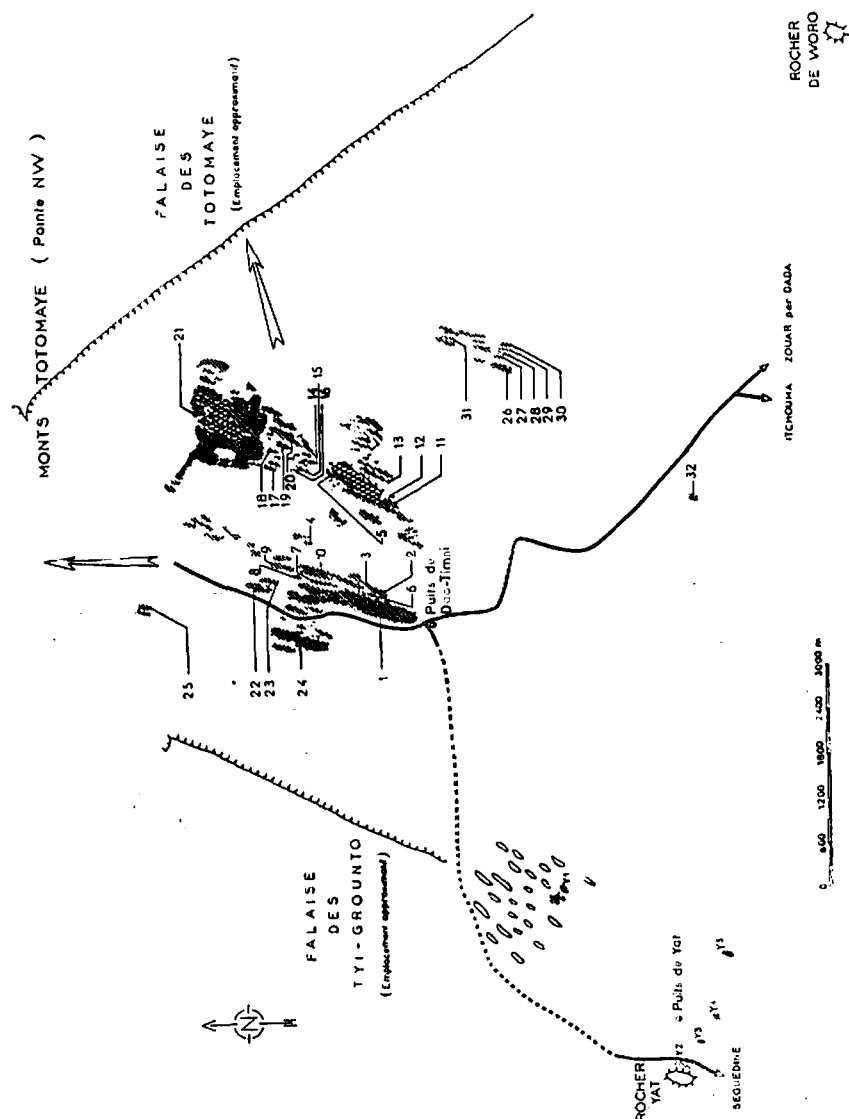 MONTS TOTOMAYE ( Pointe NW )
FALAISE
DES
TOTOMAYE
(Emplacement approximatif)
ROCHER
DE WORO
21
18
17
19
20
14
15
16
13
12
11
5
4
9
8
7
10
3
2
6
1
22
23
24
25
31
26
27
28
29
30
32
Puits de
Dao-Timni
ITCHOUMA
ZOUAR par DADA
FALAISE
DES
TYI-GROUNTO
(Emplacement approximatif)
N
Y1
ROCHER
YAT
Y2
Puits de Yat
Y3
Y4
Y5
SEGUEDINE
0 600 1200 1800 2400 3000 m